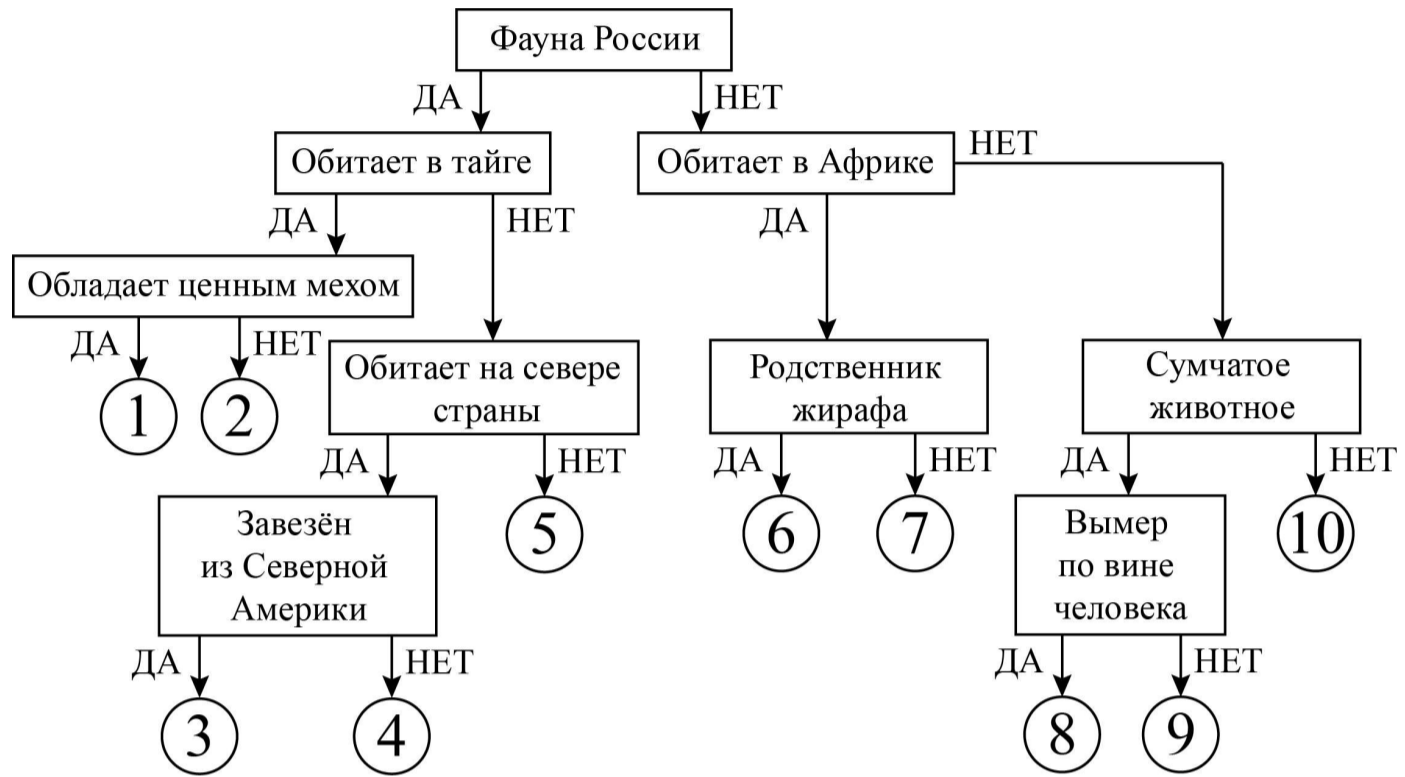 Фауна России
ДА
НЕТ
Обитает в тайге
Обитает в Африке
НЕТ
ДА
НЕТ
ДА
Обладает ценным мехом
ДА
НЕТ
Обитает на севере
страны
Родственник
жирафа
Сумчатое
животное
1
2
ДА
НЕТ
ДА
НЕТ
ДА
НЕТ
Завезён
из Северной
Америки
5
6
7
Вымер
по вине
человека
10
ДА
НЕТ
ДА
НЕТ
3
4
8
9